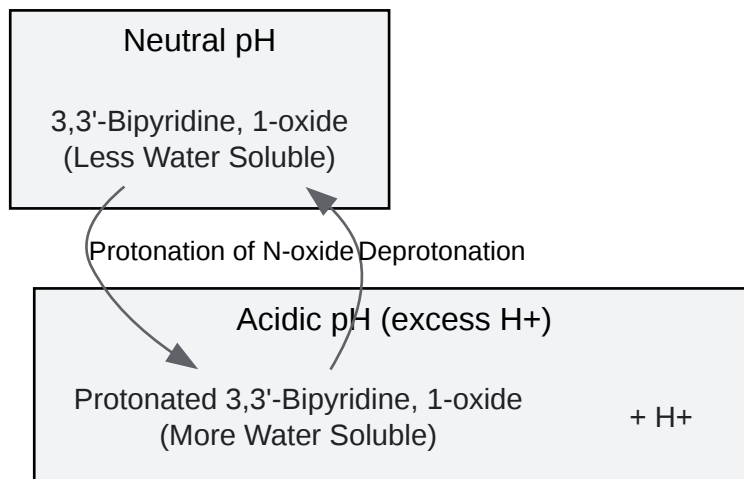 Neutral pH
3,3'-Bipyridine, 1-oxide
(Less Water Soluble)
Protonation of N-oxide
Deprotonation
Acidic pH (excess H+)
Protonated 3,3'-Bipyridine, 1-oxide
(More Water Soluble)
+ H+